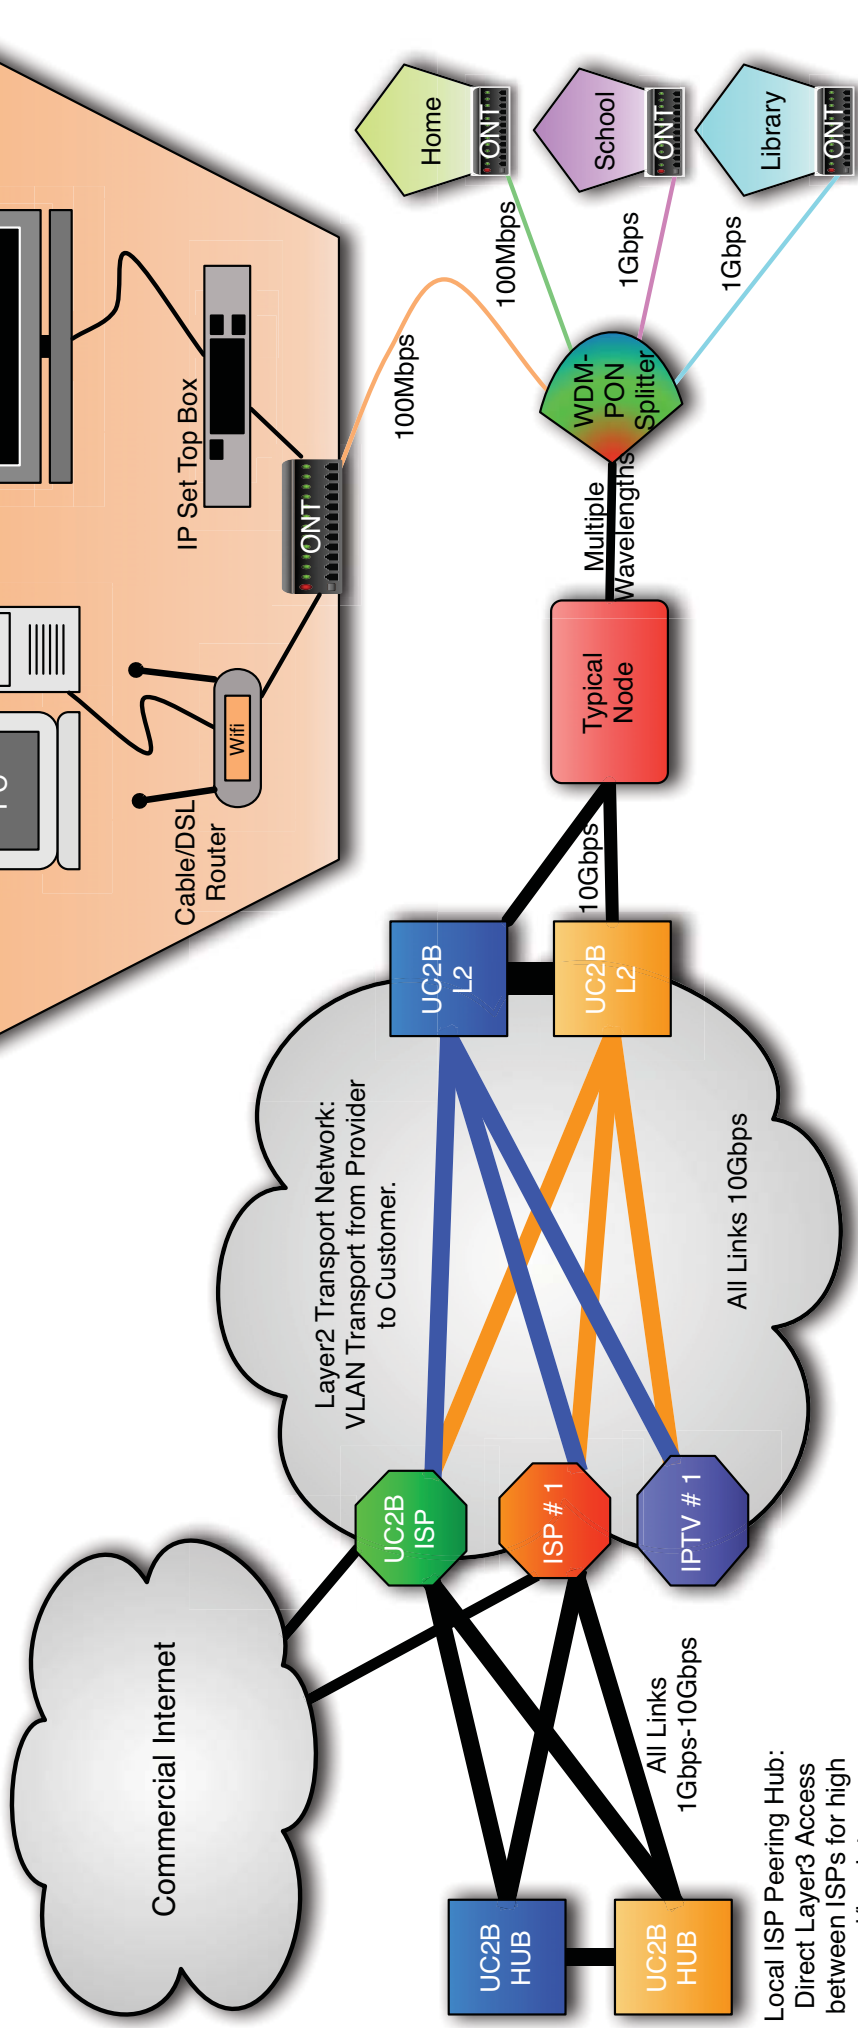 Commercial Internet
UC2B
HUB
UC2B
HUB
Local ISP Peering Hub:
Direct Layer3 Access
between ISPs for high
All Links
1Gbps-10Gbps
UC2B
ISP
ISP # 1
IPTV # 1
Layer2 Transport Network:
VLAN Transport from Provider
to Customer.
All Links 10Gbps
UC2B
L2
UC2B
L2
10Gbps
Typical
Node
Multiple
Wavelengths
WDM-
PON
Splitter
Cable/DSL
Router
Wifi
IP Set Top Box
ONT
100Mbps
100Mbps
1Gbps
1Gbps
Home
ONT
School
ONT
Library
ONT